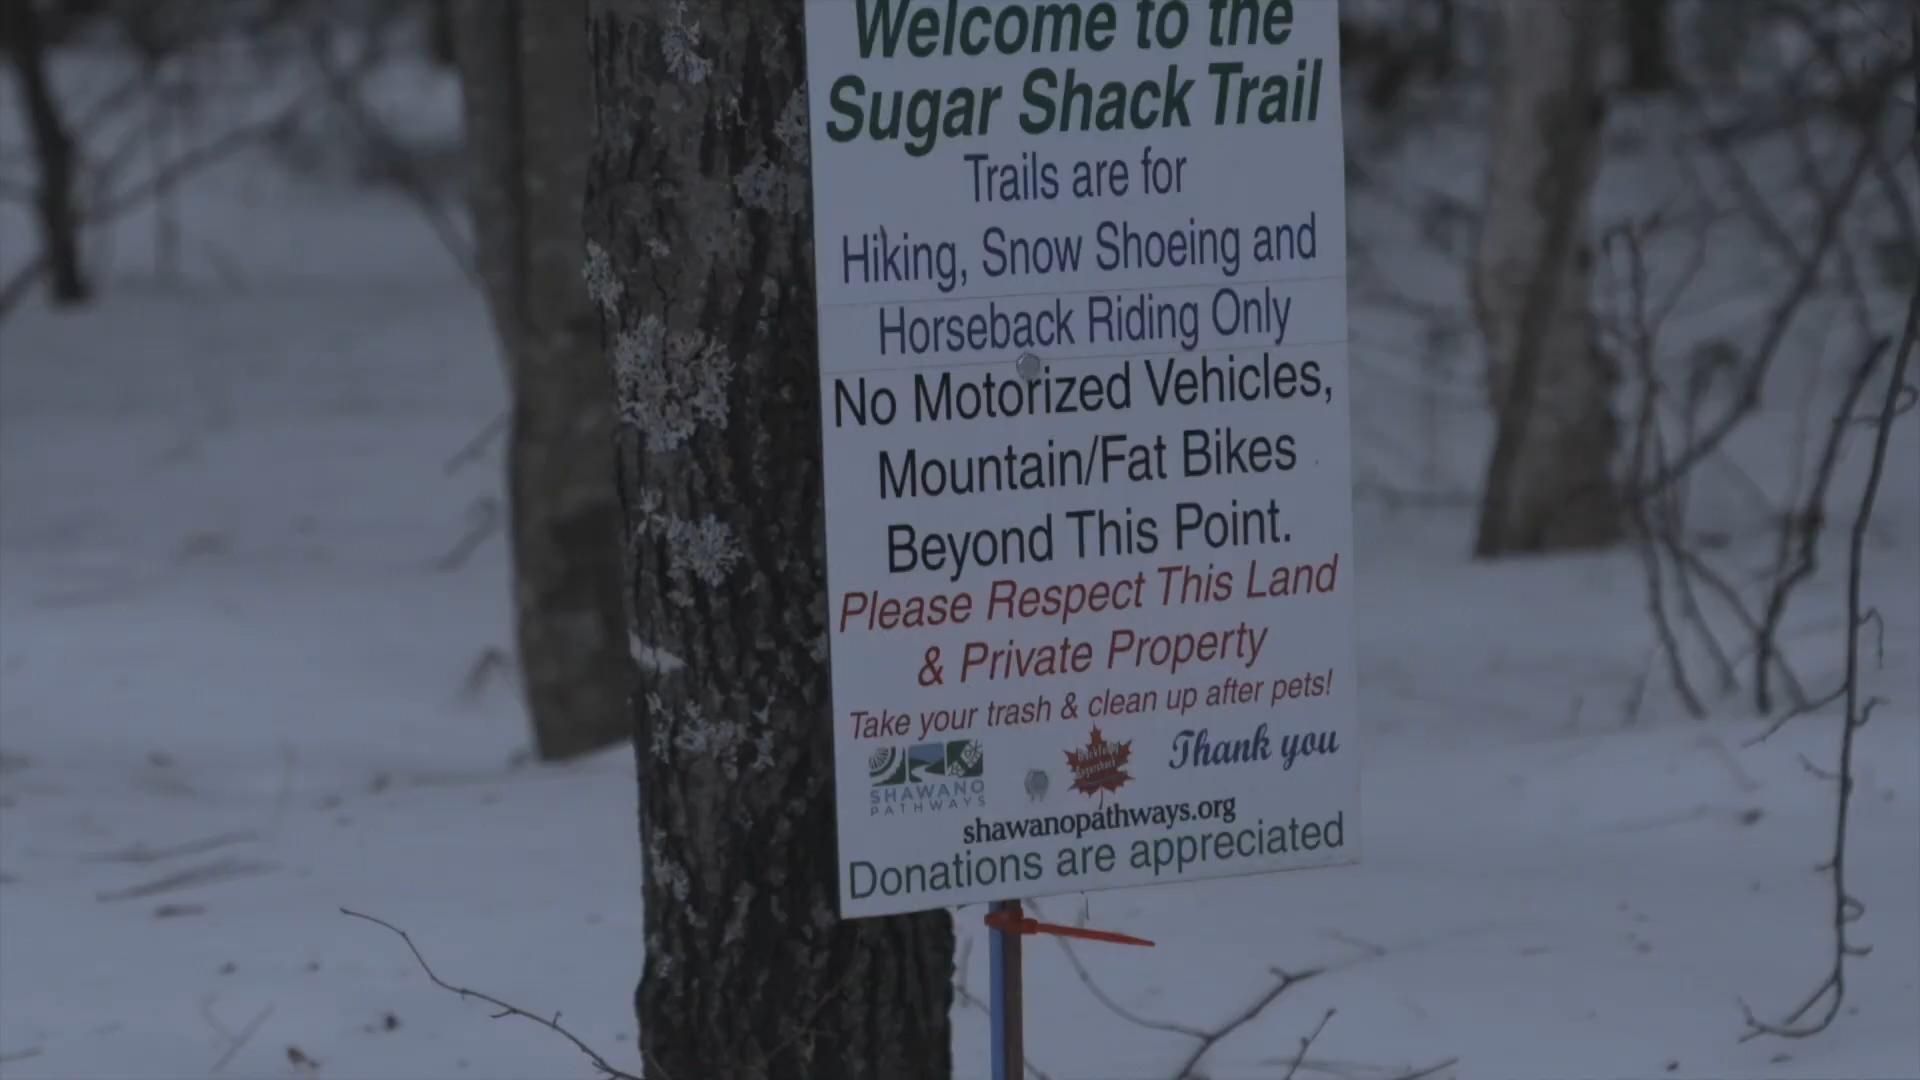 Welcome to the
Sugar Shack Trail
Trails are for
Hiking, Snow Shoeing and
Horseback Riding Only
No Motorized Vehicles,
Mountain/Fat Bikes
Beyond This Point.
Please Respect This Land
& Private Property
Take your trash & clean up after pets!
Thank you
SHAWANO
PATHWAYS
shawanopathways.org
Donations are appreciated